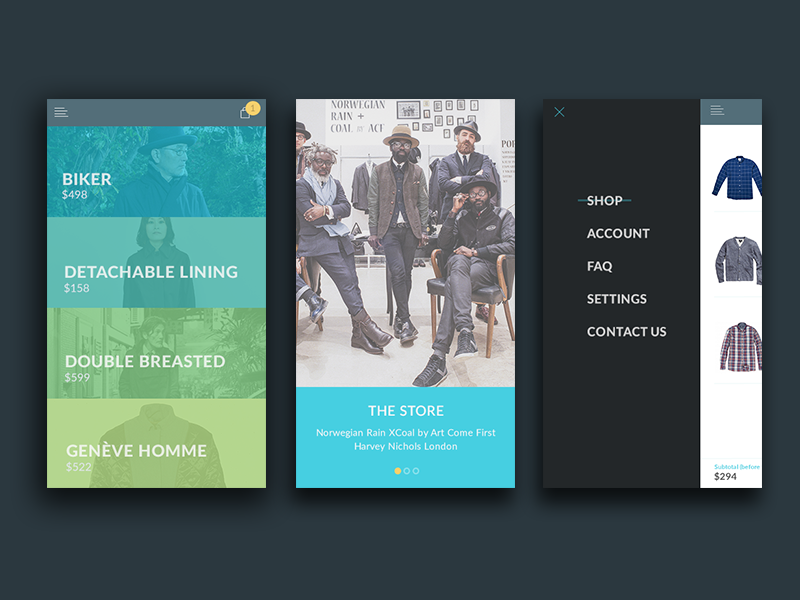 1
BIKER
$498
DETACHABLE LINING
$158
DOUBLE BREASTED
$599
GENÈVE HOMME
$522
NORWEGIAN
RAIN +
COAL by ACF
THE STORE
Norwegian Rain XCoal by Art Come First
Harvey Nichols London
SHOP
ACCOUNT
FAQ
SETTINGS
CONTACT US
Subtotal Before
$294